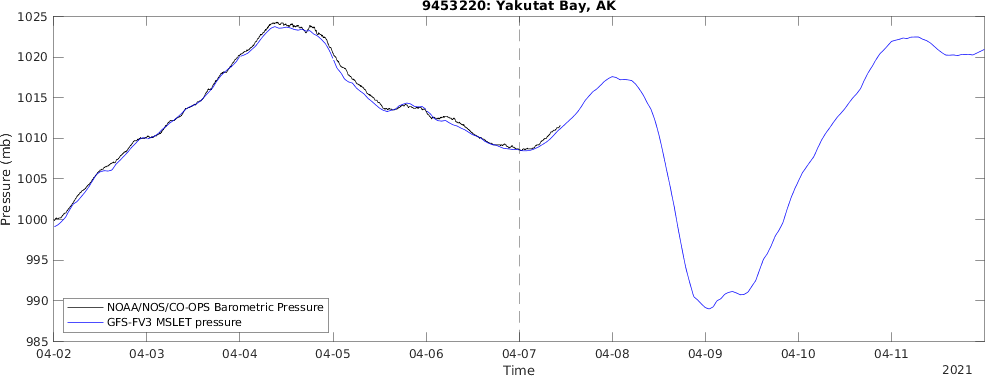 9453220: Yakutat Bay, AK
Pressure (mb)
1025
1020
1015
1010
1005
1000
995
990
985
NOAA/NOS/CO-OPS Barometric Pressure
GFS-FV3 MSLET pressure
04-02 04-03 04-04 04-05 04-06 04-07 04-08 04-09 04-10 04-11
Time
2021